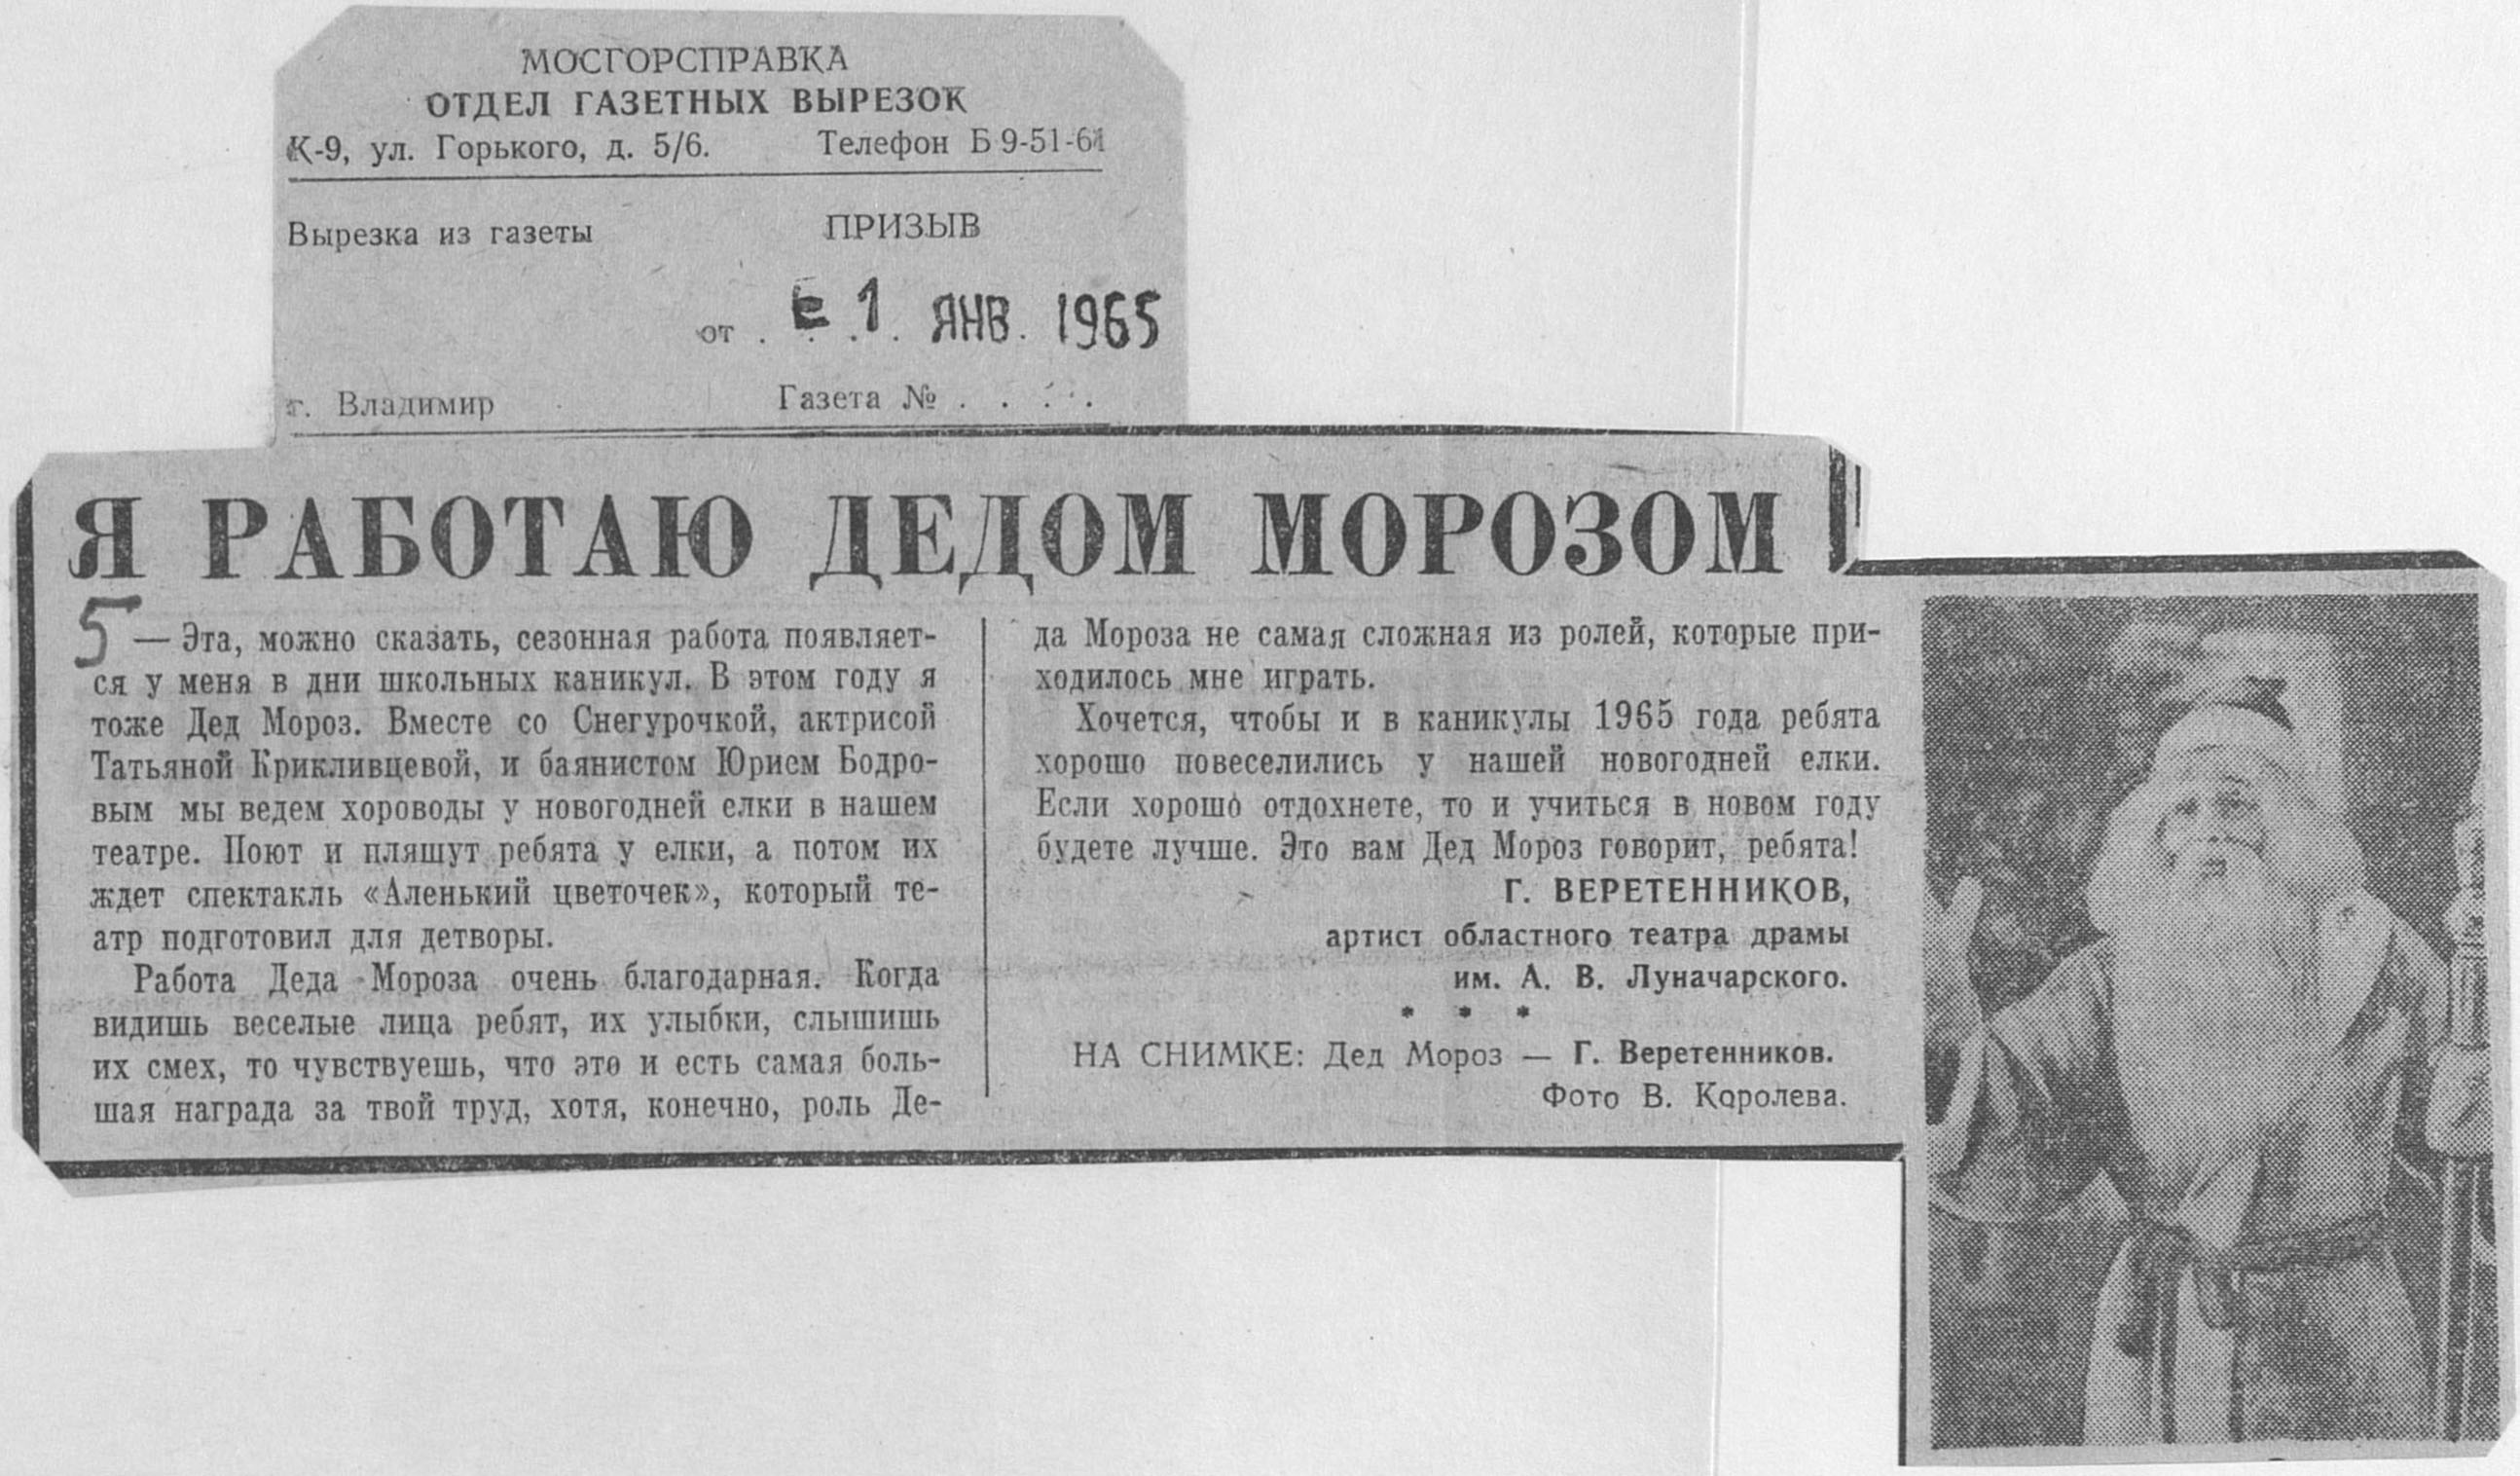 МОСГОРСПРАВКА
ОТДЕЛ ГАЗЕТНЫХ ВЫРЕЗОК
К-9, ул. Горького, д. 5/6. Телефон Б 9-51-61
Вырезка из газеты ПРИЗЫВ
от . . . . 1 ЯНВ. 1965
г. Владимир Газета № . . . .
Я РАБОТАЮ ДЕДОМ МОРОЗОМ
5
— Эта, можно сказать, сезонная работа появляет-
ся у меня в дни школьных каникул. В этом году я
тоже Дед Мороз. Вместе со Снегурочкой, актрисой
Татьяной Крикливцевой, и баянистом Юрием Бодро-
вым мы ведем хороводы у новогодней елки в нашем
театре. Поют и пляшут ребята у елки, а потом их
ждет спектакль «Аленький цветочек», который те-
атр подготовил для детворы.
Работа Деда Мороза очень благодарная. Когда
видишь веселые лица ребят, их улыбки, слышишь
их смех, то чувствуешь, что это и есть самая боль-
шая награда за твой труд, хотя, конечно, роль Де-
да Мороза не самая сложная из ролей, которые при-
ходилось мне играть.
Хочется, чтобы и в каникулы 1965 года ребята
хорошо повеселились у нашей новогодней елки.
Если хорошо отдохнете, то и учиться в новом году
будете лучше. Это вам Дед Мороз говорит, ребята!
Г. ВЕРЕТЕННИКОВ,
артист областного театра драмы
им. А. В. Луначарского.
* * *
НА СНИМКЕ: Дед Мороз — Г. Веретенников.
Фото В. Королева.